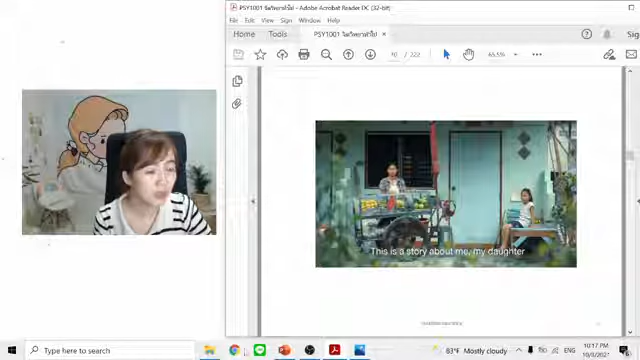 PSY1001 จิตวิทยาทั่วไป - Adobe Acrobat Reader DC (32-bit)
File Edit View Sign Window Help
Home Tools PSY1001 จิตวิทยาทั่วไป ×
/ 222 65.5%
This is a story about me, my daughter
Type here to search
83°F Mostly cloudy ENG 10:17 PM